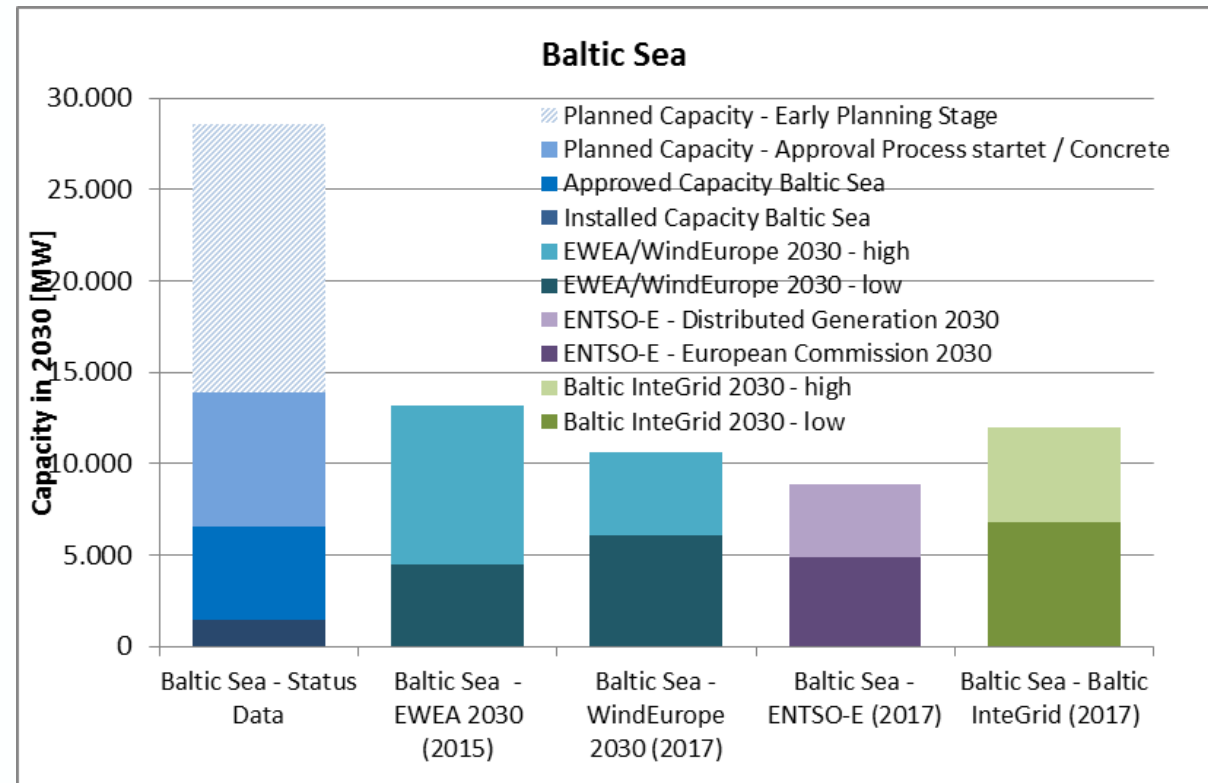 Baltic Sea
Capacity in 2030 [MW]
30.000
25.000
20.000
15.000
10.000
5.000
0
Planned Capacity - Early Planning Stage
Planned Capacity - Approval Process startet / Concrete
Approved Capacity Baltic Sea
Installed Capacity Baltic Sea
EWEA/WindEurope 2030 - high
EWEA/WindEurope 2030 - low
ENTSO-E - Distributed Generation 2030
ENTSO-E - European Commission 2030
Baltic InteGrid 2030 - high
Baltic InteGrid 2030 - low
Baltic Sea - Status
Data
Baltic Sea -
EWEA 2030
(2015)
Baltic Sea -
WindEurope
2030 (2017)
Baltic Sea -
ENTSO-E (2017)
Baltic Sea - Baltic
InteGrid (2017)